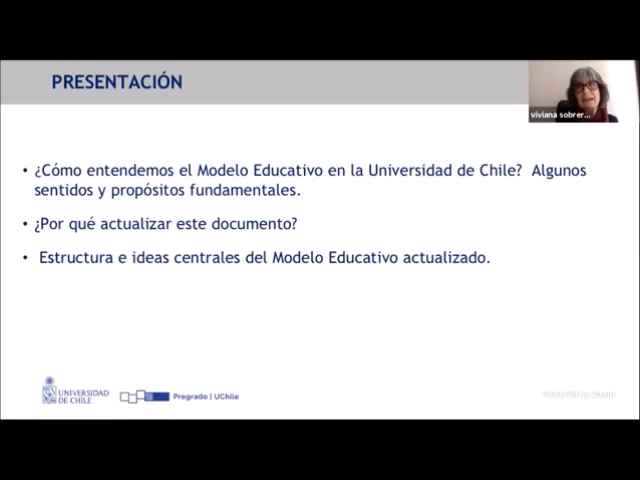 PRESENTACIÓN
viviana sobrer...
• ¿Cómo entendemos el Modelo Educativo en la Universidad de Chile? Algunos
sentidos y propósitos fundamentales.
• ¿Por qué actualizar este documento?
• Estructura e ideas centrales del Modelo Educativo actualizado.
UNIVERSIDAD
DE CHILE
Pregrado | UChile
Powered by Zoom